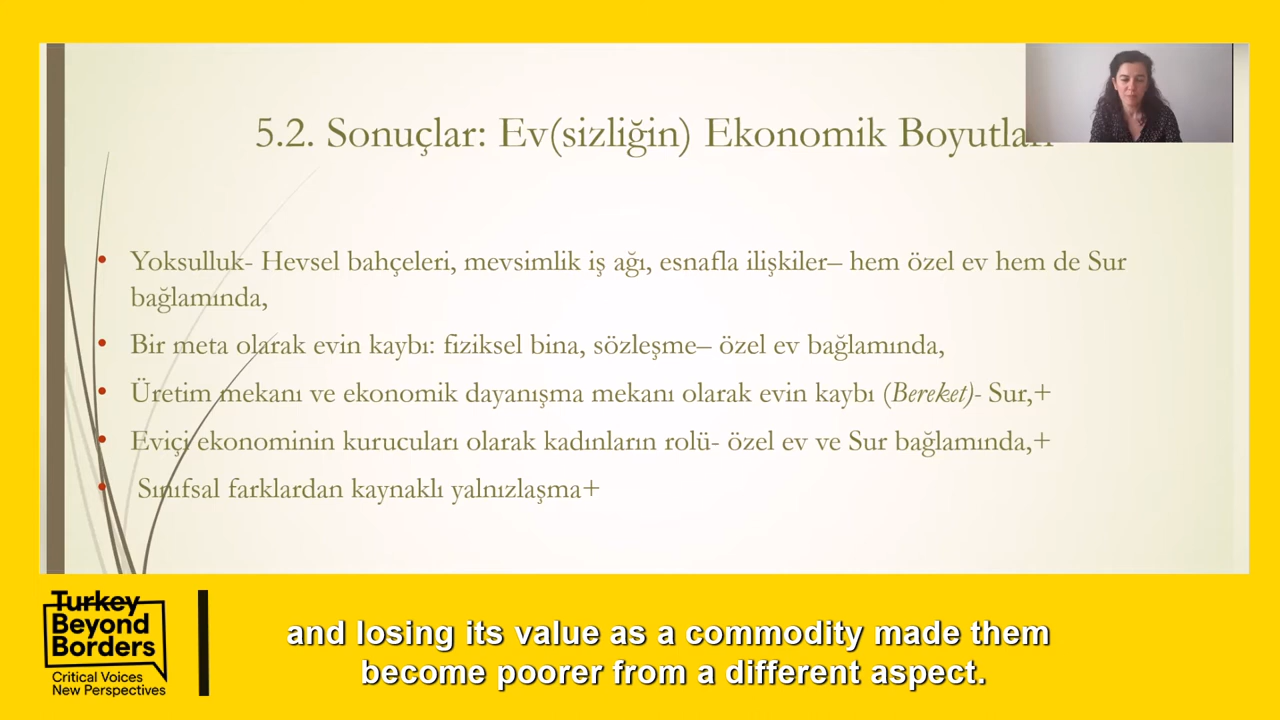 5.2. Sonuçlar: Ev(sizliğin) Ekonomik Boyutları
• Yoksulluk- Hevsel bahçeleri, mevsimlik iş ağı, esnafla ilişkiler– hem özel ev hem de Sur
bağlamında,
• Bir meta olarak evin kaybı: fiziksel bina, sözleşme– özel ev bağlamında,
• Üretim mekanı ve ekonomik dayanışma mekanı olarak evin kaybı (Bereket)- Sur,+
• Eviçi ekonominin kurucuları olarak kadınların rolü- özel ev ve Sur bağlamında,+
• Sınıfsal farklardan kaynaklı yalnızlaşma+
Turkey
Beyond
Borders
Critical Voices
New Perspectives
and losing its value as a commodity made them
become poorer from a different aspect.